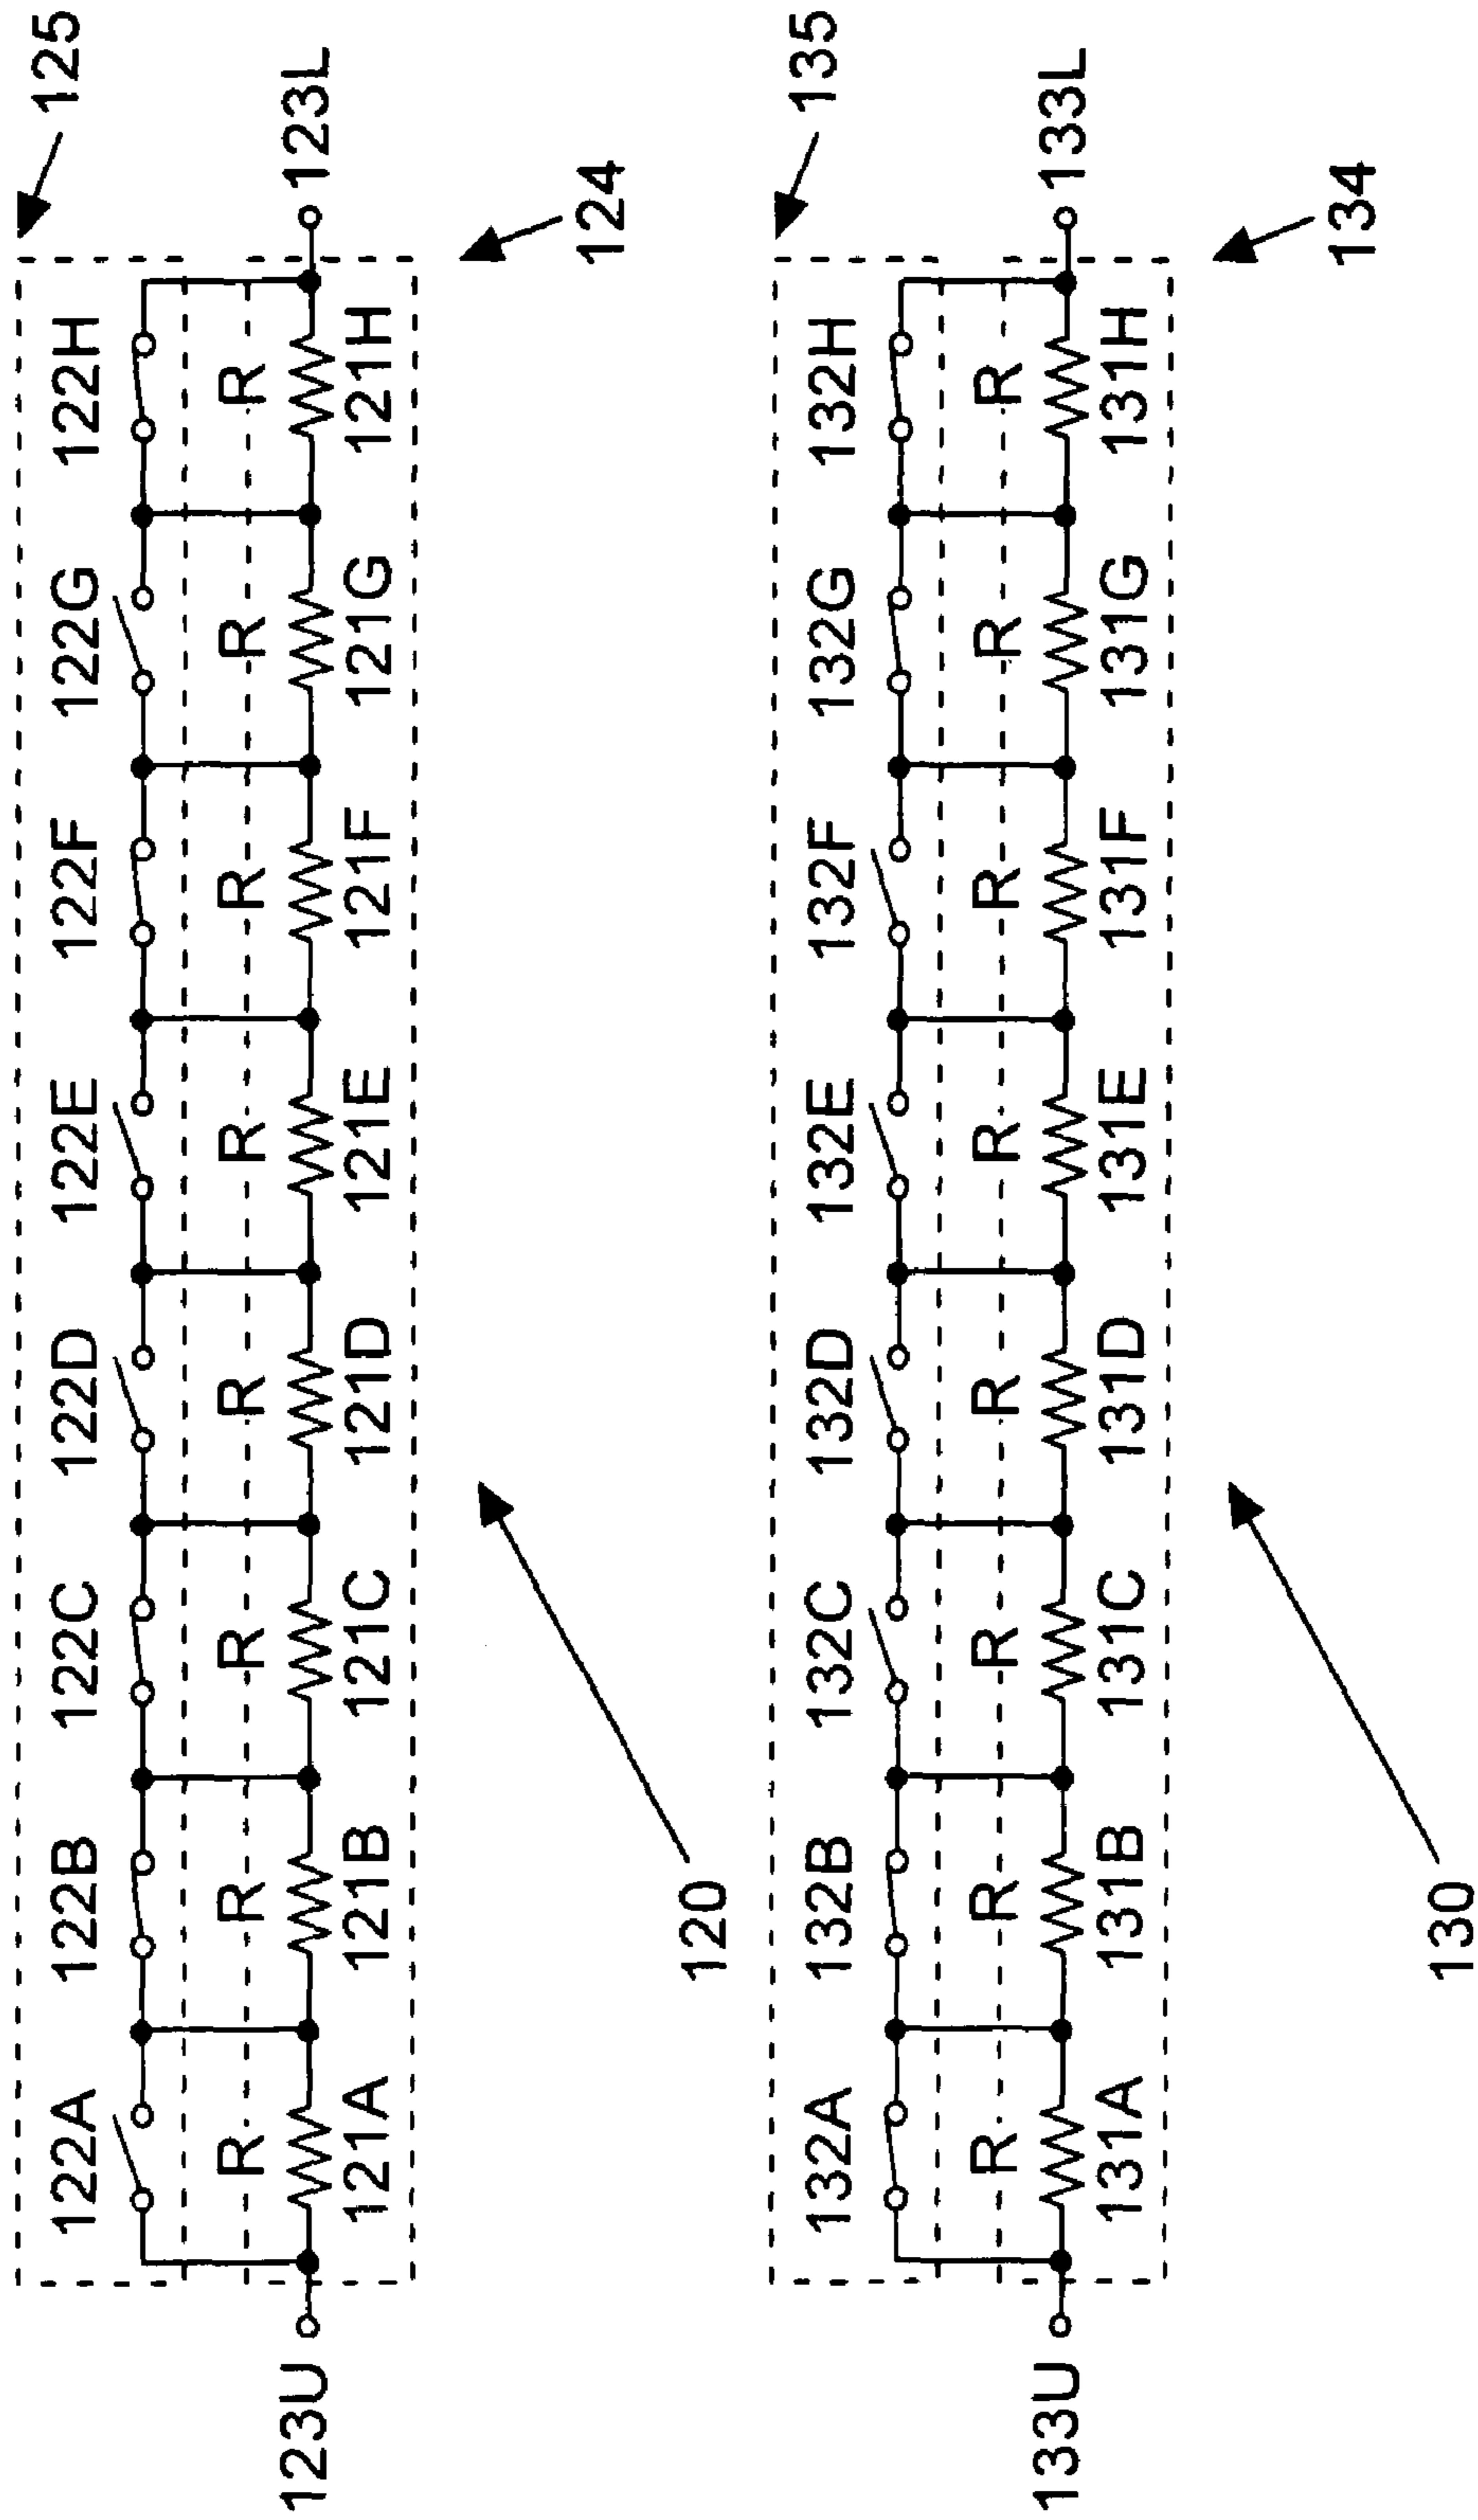 125
122A 122B 122C 122D 122E 122F 122G 122H
R R R R R R R R
123U 123L
121A 121B 121C 121D 121E 121F 121G 121H
124
120
135
132A 132B 132C 132D 132E 132F 132G 132H
R R R R R R R R
133U 133L
131A 131B 131C 131D 131E 131F 131G 131H
134
130